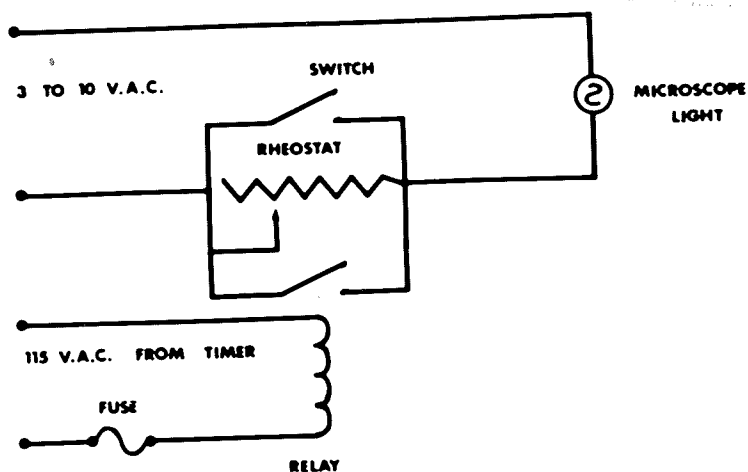 3 TO 10 V.A.C.
SWITCH
MICROSCOPE
LIGHT
RHEOSTAT
115 V.A.C. FROM TIMER
FUSE
RELAY